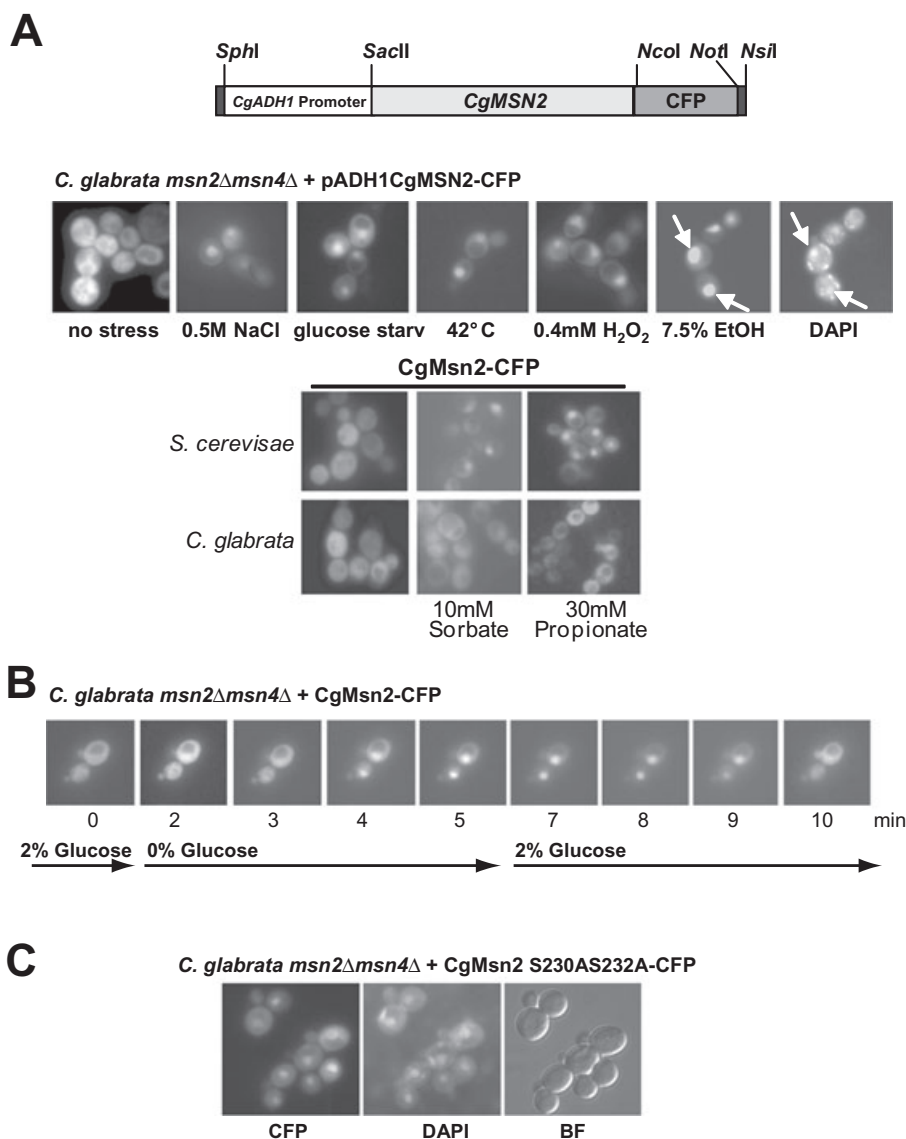 A
SphI SacII NcoI NotI NsiI
CgADH1 Promoter CgMSN2 CFP
C. glabrata msn2Δmsn4Δ + pADH1CgMSN2-CFP
no stress 0.5M NaCl glucose starv 42°C 0.4mM H₂O₂ 7.5% EtOH DAPI
CgMsn2-CFP
S. cerevisae
C. glabrata
10mM 30mM
Sorbate Propionate
B
C. glabrata msn2Δmsn4Δ + CgMsn2-CFP
0 2 3 4 5 7 8 9 10 min
2% Glucose 0% Glucose 2% Glucose
C
C. glabrata msn2Δmsn4Δ + CgMsn2 S230AS232A-CFP
CFP DAPI BF